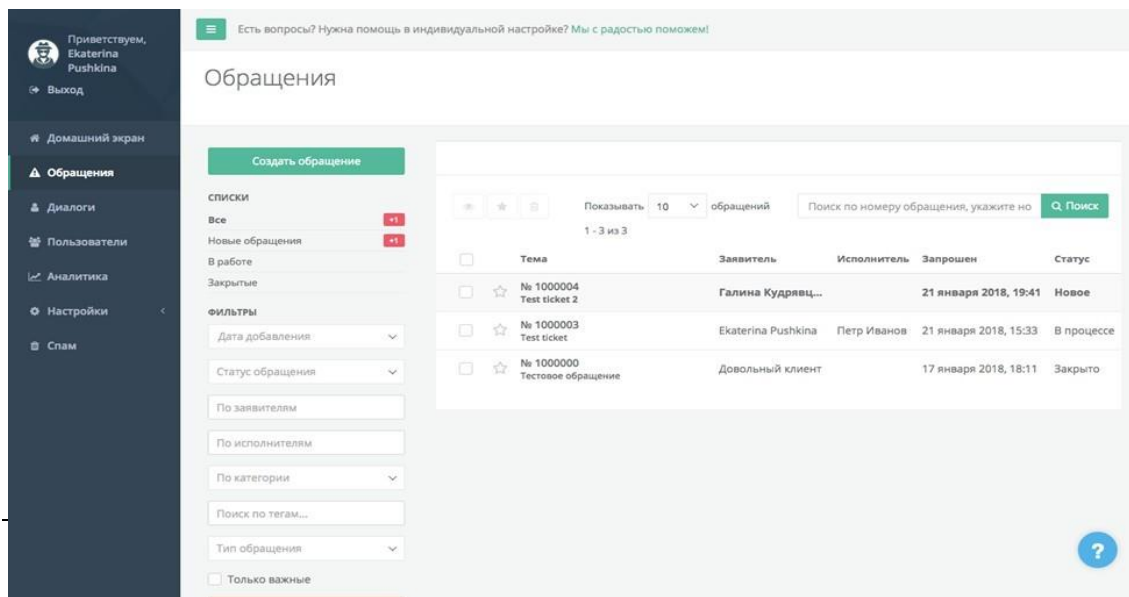 Приветствуем,
Ekaterina
Pushkina
Выход
Домашний экран
Обращения
Диалоги
Пользователи
Аналитика
Настройки
Спам
Есть вопросы? Нужна помощь в индивидуальной настройке? Мы с радостью поможем!
Обращения
Создать обращение
СПИСКИ
Все +1
Новые обращения +1
В работе
Закрытые
ФИЛЬТРЫ
Дата добавления
Статус обращения
По заявителям
По исполнителям
По категории
Поиск по тегам...
Тип обращения
Только важные
Показывать 10 обращений
Поиск по номеру обращения, укажите но
Поиск
1 - 3 из 3
Тема Заявитель Исполнитель Запрошен Статус
№ 1000004 Галина Кудрявц... 21 января 2018, 19:41 Новое
Test ticket 2
№ 1000003 Ekaterina Pushkina Петр Иванов 21 января 2018, 15:33 В процессе
Test ticket
№ 1000000 Довольный клиент 17 января 2018, 18:11 Закрыто
Тестовое обращение
?